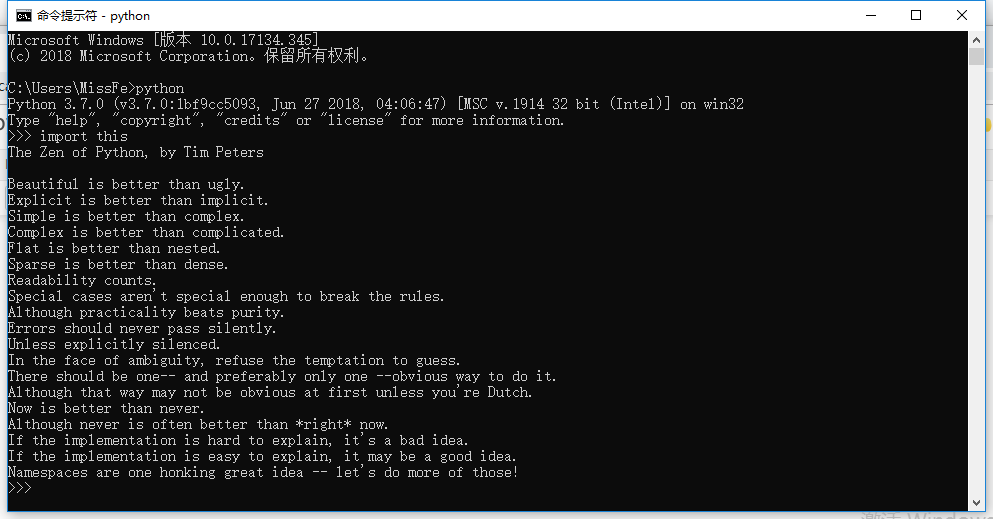 命令提示符 - python
Microsoft Windows [版本 10.0.17134.345]
(c) 2018 Microsoft Corporation。保留所有权利。
C:\Users\MissFe>python
Python 3.7.0 (v3.7.0:1bf9cc5093, Jun 27 2018, 04:06:47) [MSC v.1914 32 bit (Intel)] on win32
Type "help", "copyright", "credits" or "license" for more information.
>>> import this
The Zen of Python, by Tim Peters
Beautiful is better than ugly.
Explicit is better than implicit.
Simple is better than complex.
Complex is better than complicated.
Flat is better than nested.
Sparse is better than dense.
Readability counts.
Special cases aren't special enough to break the rules.
Although practicality beats purity.
Errors should never pass silently.
Unless explicitly silenced.
In the face of ambiguity, refuse the temptation to guess.
There should be one-- and preferably only one --obvious way to do it.
Although that way may not be obvious at first unless you're Dutch.
Now is better than never.
Although never is often better than *right* now.
If the implementation is hard to explain, it's a bad idea.
If the implementation is easy to explain, it may be a good idea.
Namespaces are one honking great idea -- let's do more of those!
>>>